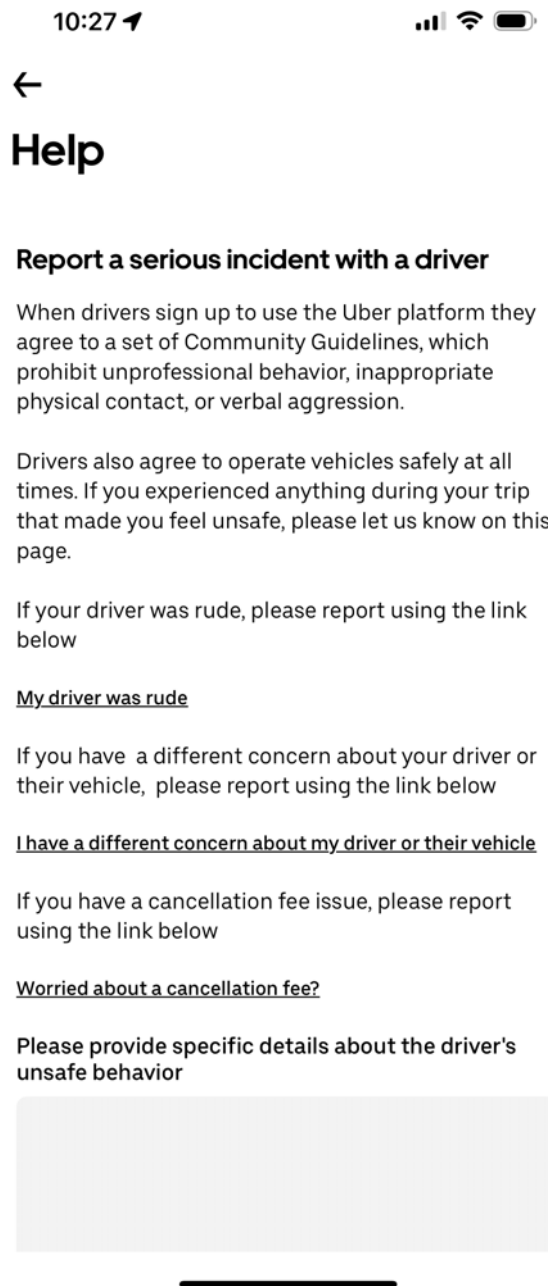 10:27
Help
Report a serious incident with a driver
When drivers sign up to use the Uber platform they
agree to a set of Community Guidelines, which
prohibit unprofessional behavior, inappropriate
physical contact, or verbal aggression.
Drivers also agree to operate vehicles safely at all
times. If you experienced anything during your trip
that made you feel unsafe, please let us know on this
page.
If your driver was rude, please report using the link
below
My driver was rude
If you have  a different concern about your driver or
their vehicle,  please report using the link below
I have a different concern about my driver or their vehicle
If you have a cancellation fee issue, please report
using the link below
Worried about a cancellation fee?
Please provide specific details about the driver's
unsafe behavior